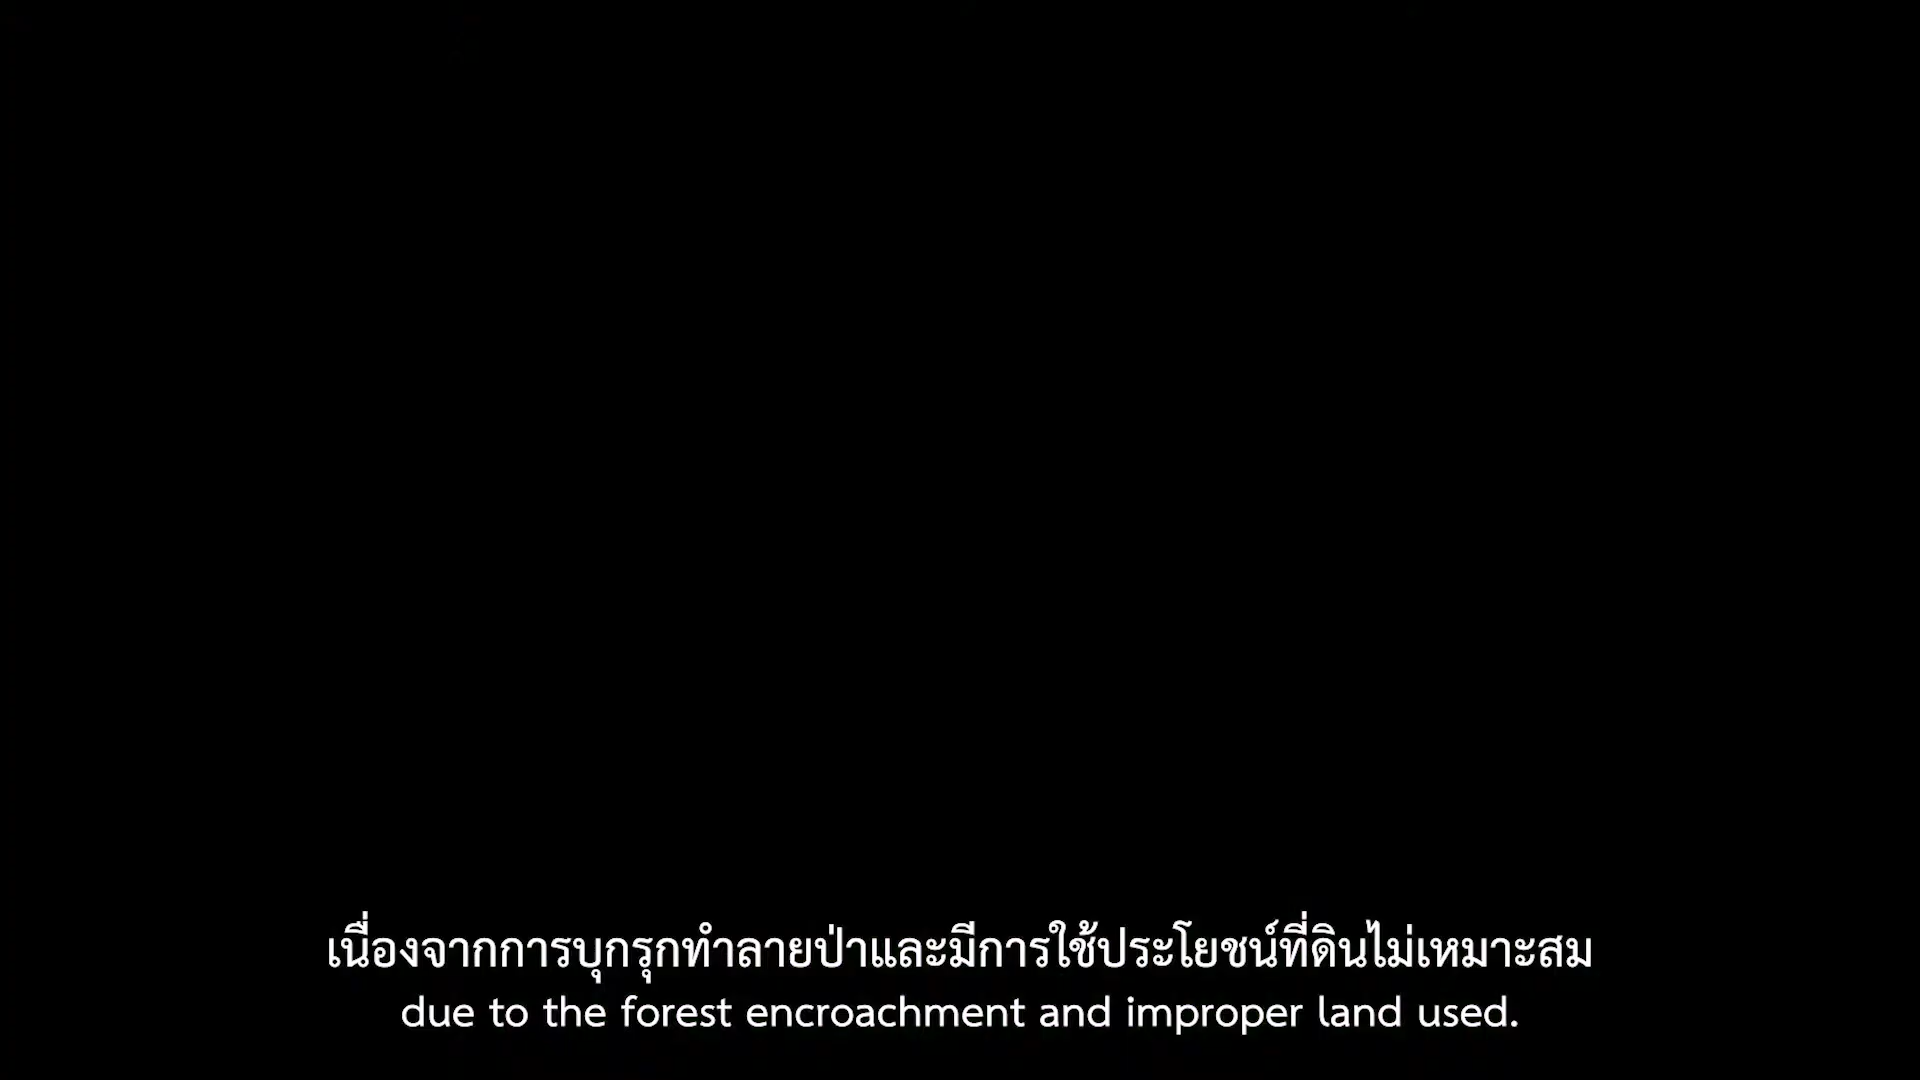 เนื่องจากการบุกรุกทำลายป่าและมีการใช้ประโยชน์ที่ดินไม่เหมาะสม
due to the forest encroachment and improper land used.